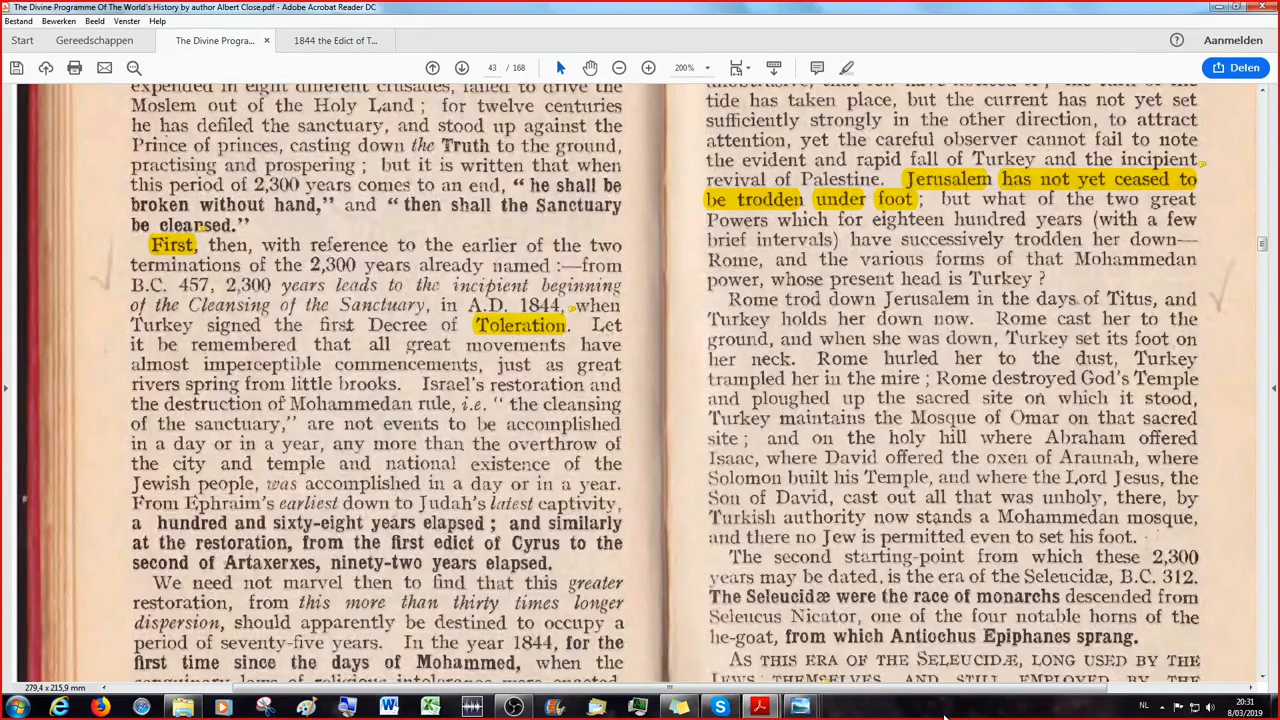 The Divine Programme Of The World's History by author Albert Close.pdf - Adobe Acrobat Reader DC
Bestand Bewerken Beeld Venster Help
Start Gereedschappen The Divine Progra... × 1844 the Edict of T... Aanmelden
43 / 168 200% Delen
expended in eight different crusades, failed to drive the
Moslem out of the Holy Land ; for twelve centuries
he has defiled the sanctuary, and stood up against the
Prince of princes, casting down the Truth to the ground,
practising and prospering ; but it is written that when
this period of 2,300 years comes to an end, “ he shall be
broken without hand,” and “ then shall the Sanctuary
be cleansed.”
First, then, with reference to the earlier of the two
terminations of the 2,300 years already named :—from
B.C. 457, 2,300 years leads to the incipient beginning
of the Cleansing of the Sanctuary, in A.D. 1844, when
Turkey signed the first Decree of Toleration. Let
it be remembered that all great movements have
almost imperceptible commencements, just as great
rivers spring from little brooks. Israel's restoration and
the destruction of Mohammedan rule, i.e. “ the cleansing
of the sanctuary,” are not events to be accomplished
in a day or in a year, any more than the overthrow of
the city and temple and national existence of the
Jewish people, was accomplished in a day or in a year.
From Ephraim's earliest down to Judah's latest captivity,
a hundred and sixty-eight years elapsed ; and similarly
at the restoration, from the first edict of Cyrus to the
second of Artaxerxes, ninety-two years elapsed.
We need not marvel then to find that this greater
restoration, from this more than thirty times longer
dispersion, should apparently be destined to occupy a
period of seventy-five years. In the year 1844, for the
first time since the days of Mohammed, when the
sanguinary laws of religious intolerance were enacted
tide has taken place, but the current has not yet set
sufficiently strongly in the other direction, to attract
attention, yet the careful observer cannot fail to note
the evident and rapid fall of Turkey and the incipient
revival of Palestine. Jerusalem has not yet ceased to
be trodden under foot ; but what of the two great
Powers which for eighteen hundred years (with a few
brief intervals) have successively trodden her down—
Rome, and the various forms of that Mohammedan
power, whose present head is Turkey ?
Rome trod down Jerusalem in the days of Titus, and
Turkey holds her down now. Rome cast her to the
ground, and when she was down, Turkey set its foot on
her neck. Rome hurled her to the dust, Turkey
trampled her in the mire ; Rome destroyed God's Temple
and ploughed up the sacred site on which it stood,
Turkey maintains the Mosque of Omar on that sacred
site ; and on the holy hill where Abraham offered
Isaac, where David offered the oxen of Araunah, where
Solomon built his Temple, and where the Lord Jesus, the
Son of David, cast out all that was unholy, there, by
Turkish authority now stands a Mohammedan mosque,
and there no Jew is permitted even to set his foot.
The second starting-point from which these 2,300
years may be dated, is the era of the Seleucidæ, B.C. 312.
The Seleucidæ were the race of monarchs descended from
Seleucus Nicator, one of the four notable horns of the
he-goat, from which Antiochus Epiphanes sprang.
AS THIS ERA OF THE SELEUCIDÆ, LONG USED BY THE
JEWS THEMSELVES AND STILL EMPLOYED BY THE
279,4 x 215,9 mm
NL 20:31
8/03/2019